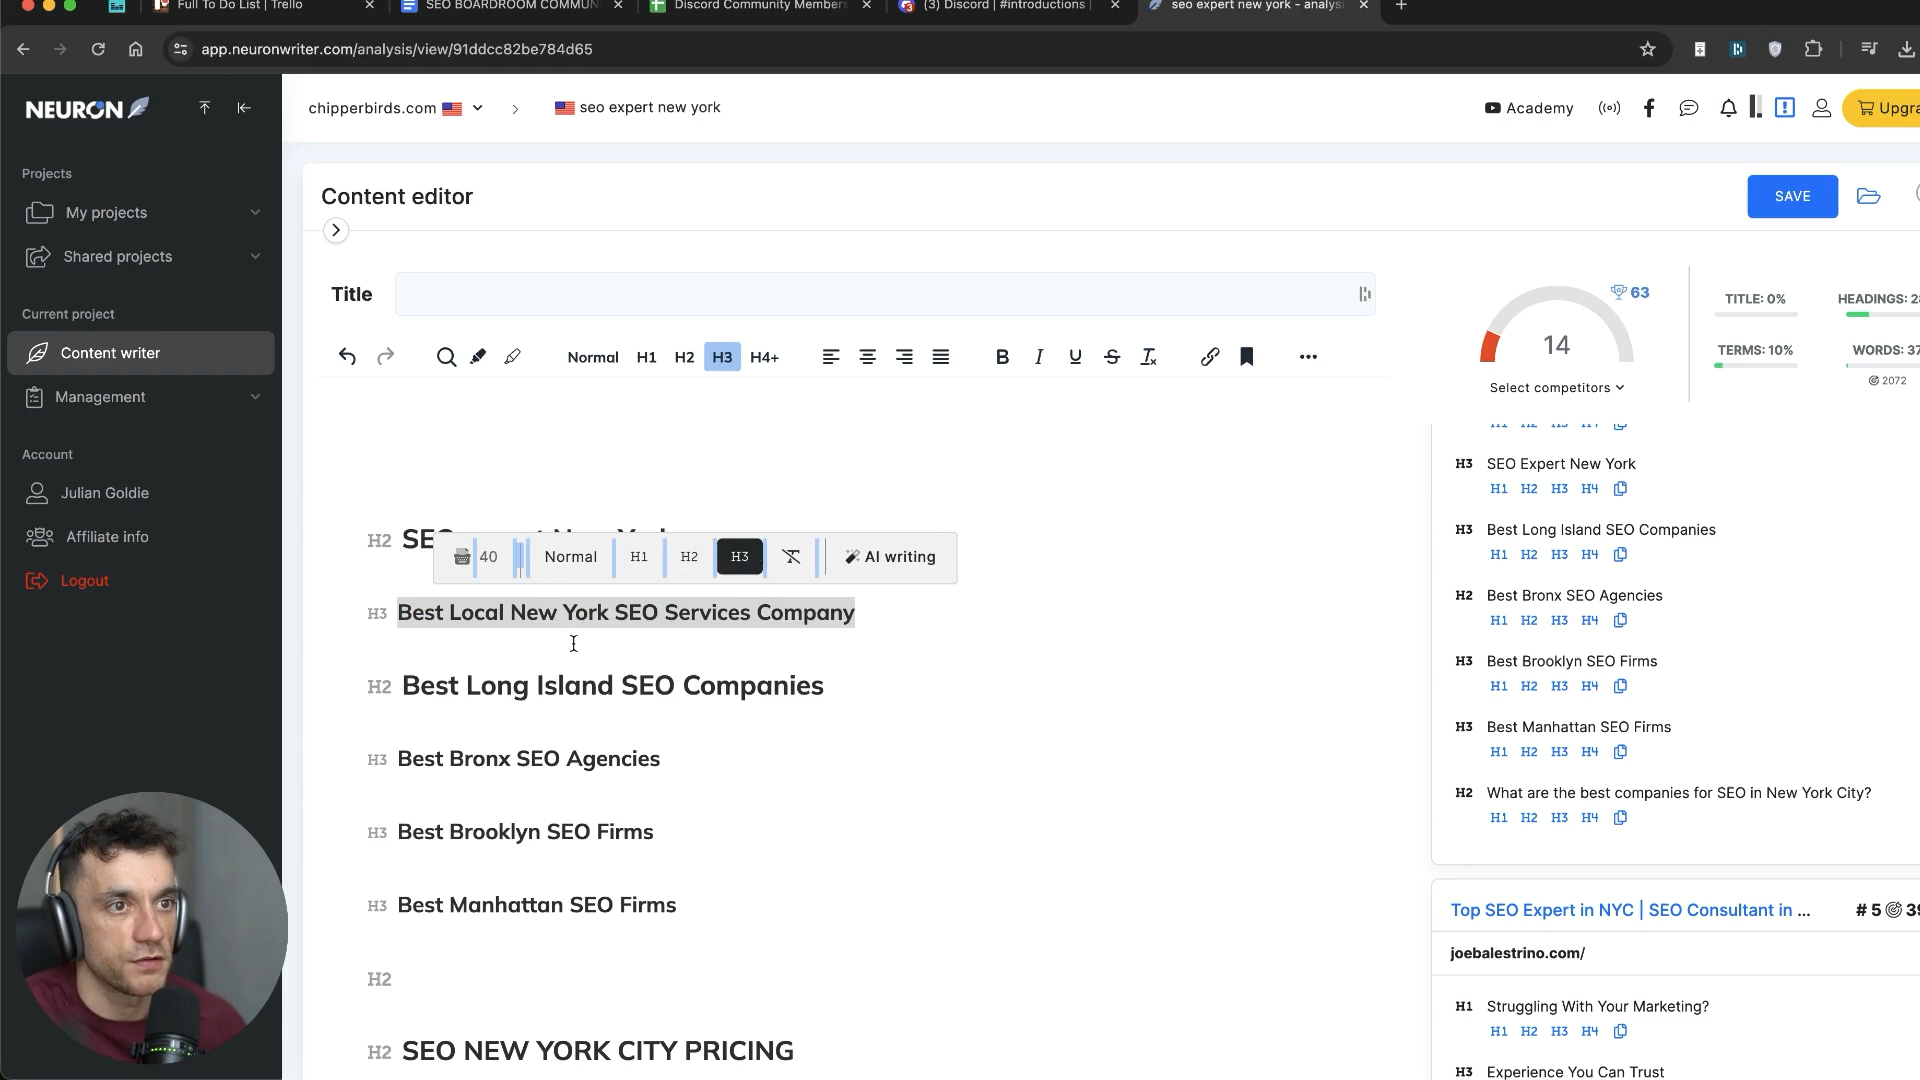 Full To Do List | Trello
SEO BOARDROOM COMMUN
Discord Community Members
(3) Discord | #introductions |
seo expert new york - analysi
app.neuronwriter.com/analysis/view/91ddcc82be784d65
NEURON
chipperbirds.com
seo expert new york
Academy
Upgra
Projects
My projects
Shared projects
Current project
Content writer
Management
Account
Julian Goldie
Affiliate info
Logout
Content editor
SAVE
Title
Normal H1 H2 H3 H4+
B I U S
63
14
Select competitors
TITLE: 0%
HEADINGS: 2
TERMS: 10%
WORDS: 37
2072
H2
40 Normal H1 H2 H3 AI writing
H3 Best Local New York SEO Services Company
H2 Best Long Island SEO Companies
H3 Best Bronx SEO Agencies
H3 Best Brooklyn SEO Firms
H3 Best Manhattan SEO Firms
H2
H2 SEO NEW YORK CITY PRICING
H3 SEO Expert New York
H1 H2 H3 H4
H3 Best Long Island SEO Companies
H1 H2 H3 H4
H2 Best Bronx SEO Agencies
H1 H2 H3 H4
H3 Best Brooklyn SEO Firms
H1 H2 H3 H4
H3 Best Manhattan SEO Firms
H1 H2 H3 H4
H2 What are the best companies for SEO in New York City?
H1 H2 H3 H4
Top SEO Expert in NYC | SEO Consultant in ...
# 5 39
joebalestrino.com/
H1 Struggling With Your Marketing?
H1 H2 H3 H4
H3 Experience You Can Trust